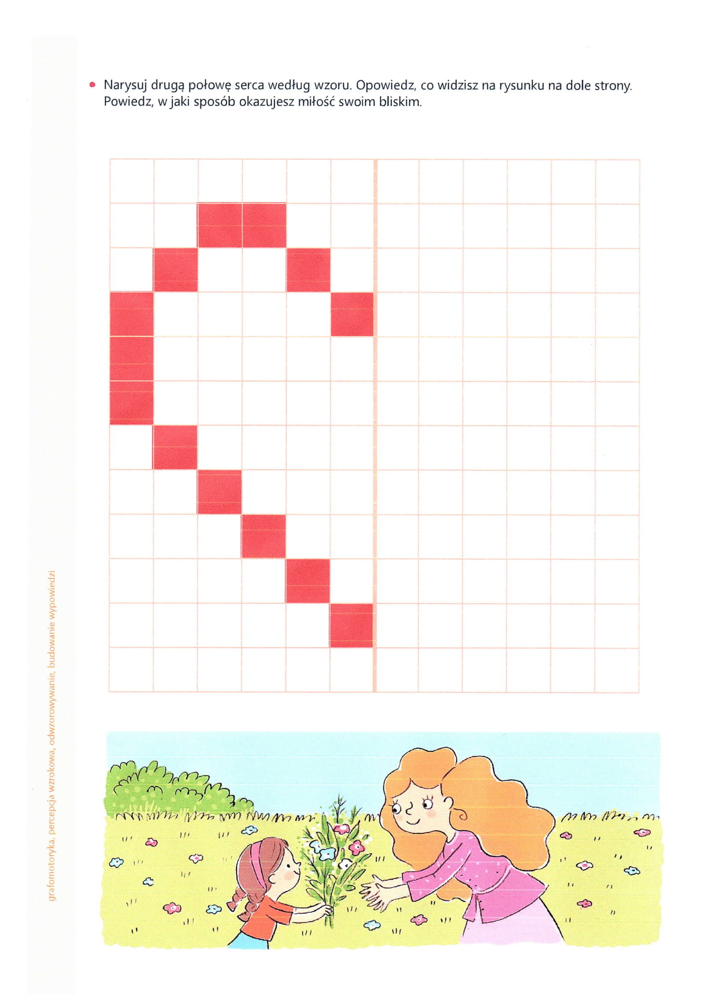 Narysuj drugą połowę serca według wzoru. Opowiedz, co widzisz na rysunku na dole strony.
Powiedz, w jaki sposób okazujesz miłość swoim bliskim.
grafomotoryka, percepcja wzrokowa, odwzorowywanie, budowanie wypowiedzi